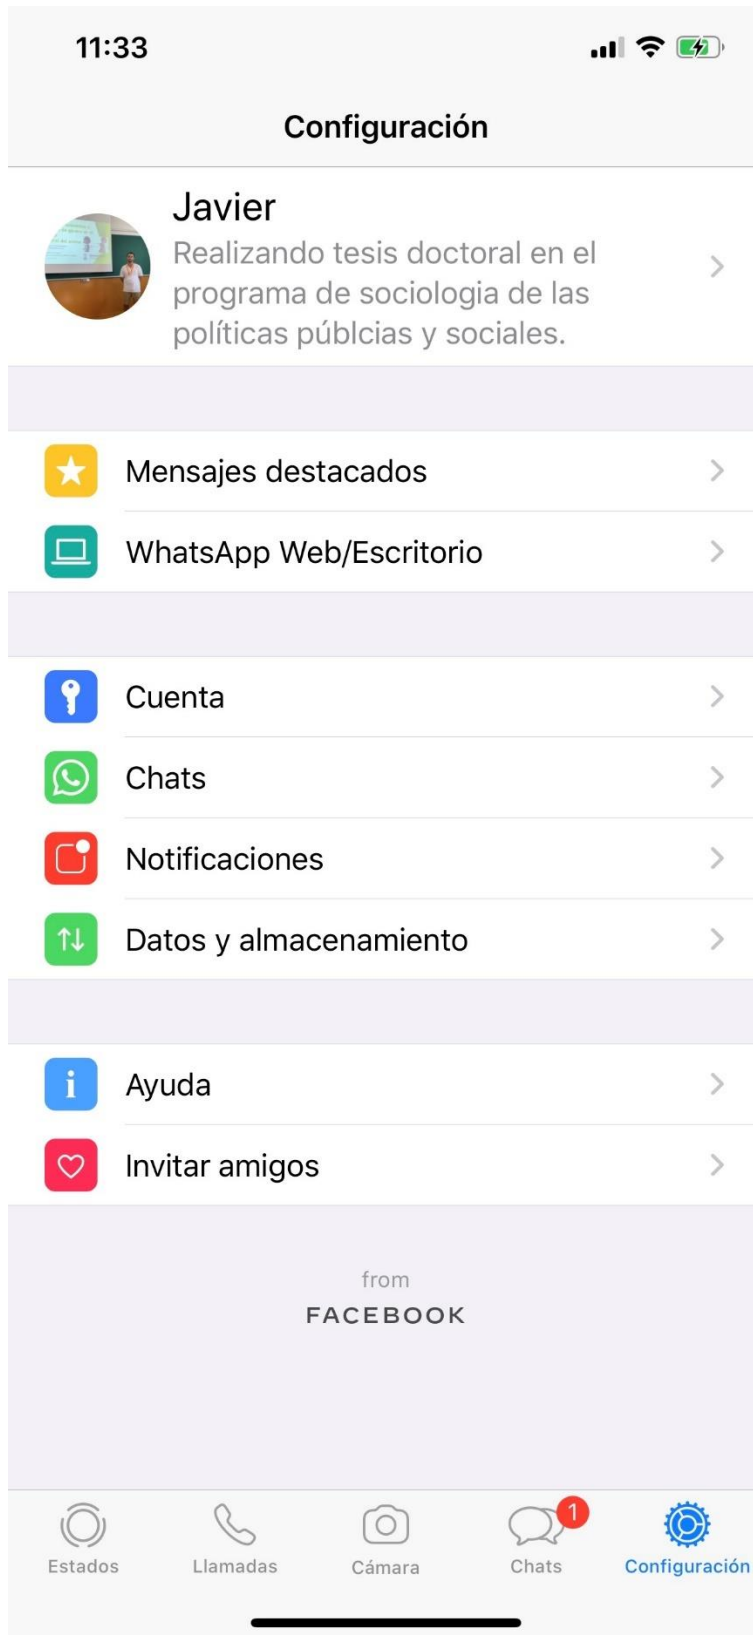 11:33
Configuración
Javier
Realizando tesis doctoral en el
programa de sociologia de las
políticas públcias y sociales.
Mensajes destacados
WhatsApp Web/Escritorio
Cuenta
Chats
Notificaciones
Datos y almacenamiento
Ayuda
Invitar amigos
from
FACEBOOK
1
Estados Llamadas Cámara Chats Configuración